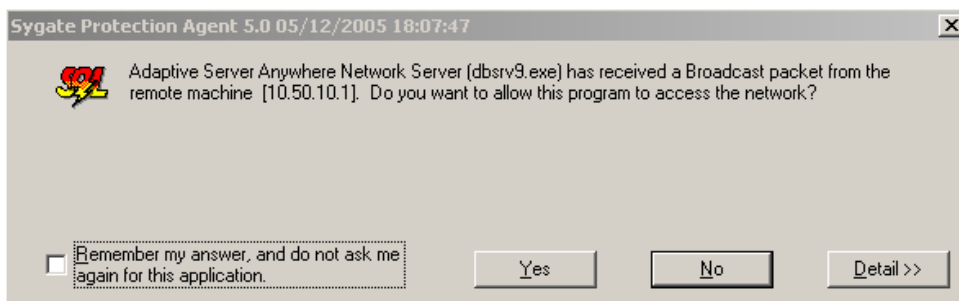 Sygate Protection Agent 5.0 05/12/2005 18:07:47
SQL
Adaptive Server Anywhere Network Server (dbsrv9.exe) has received a Broadcast packet from the
remote machine [10.50.10.1]. Do you want to allow this program to access the network?
Remember my answer, and do not ask me
again for this application.
Yes
No
Detail >>